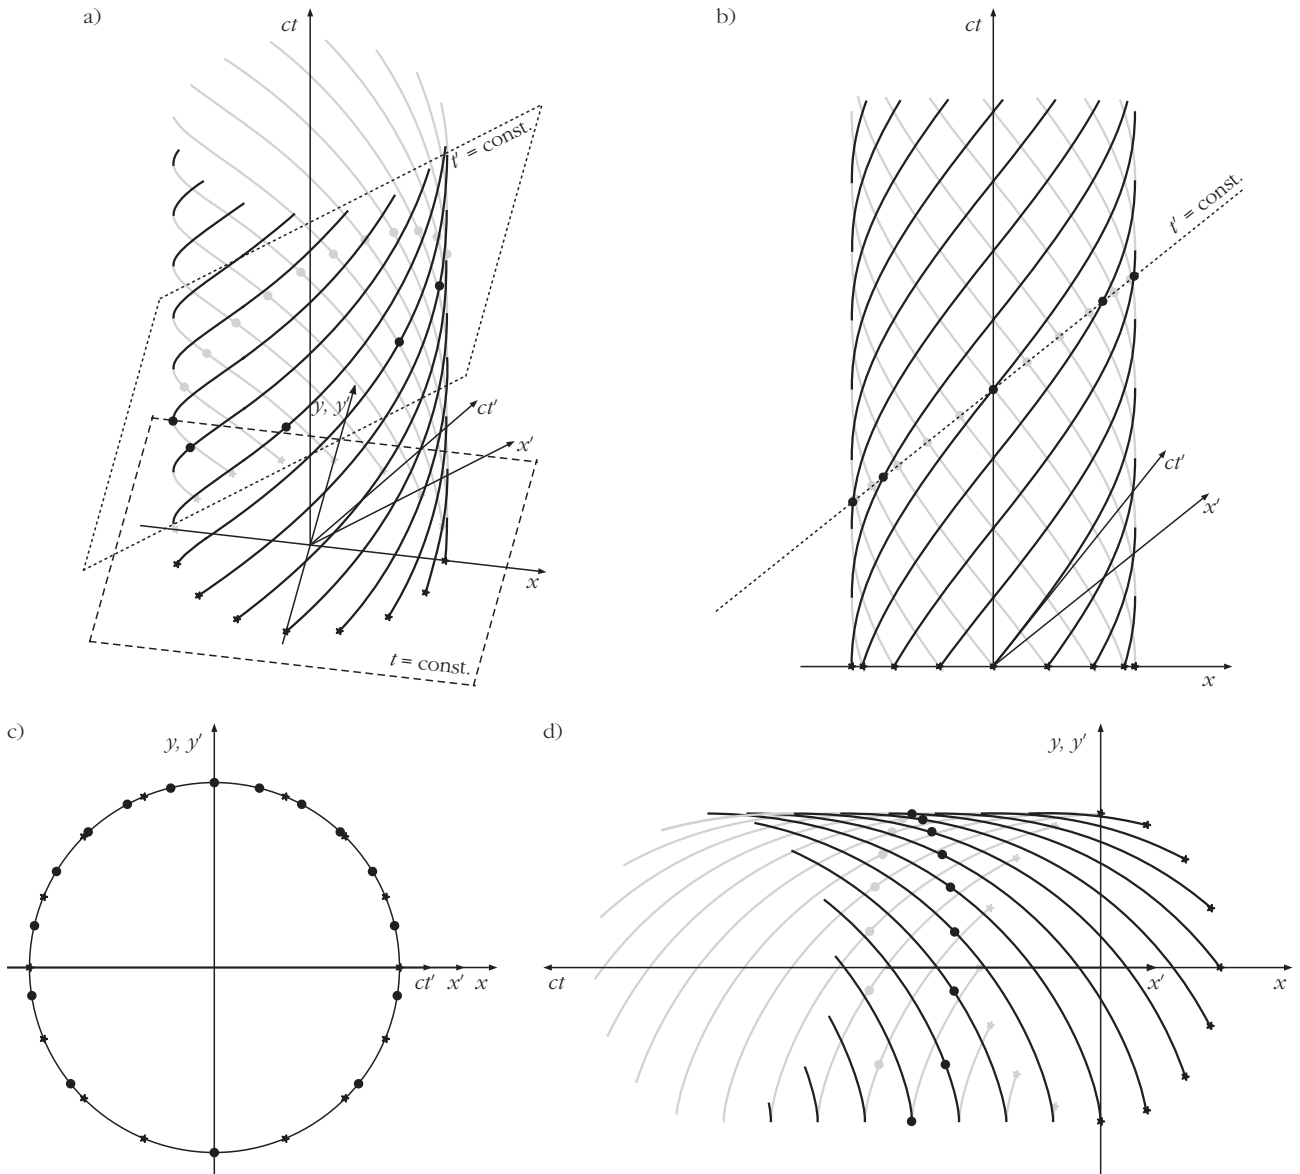 a)
ct
t′ = const.
y, y′
ct′
x′
x
t = const.
b)
ct
t′ = const.
ct′
x′
x
c)
y, y′
ct′ x′ x
d)
y, y′
ct
x′
x